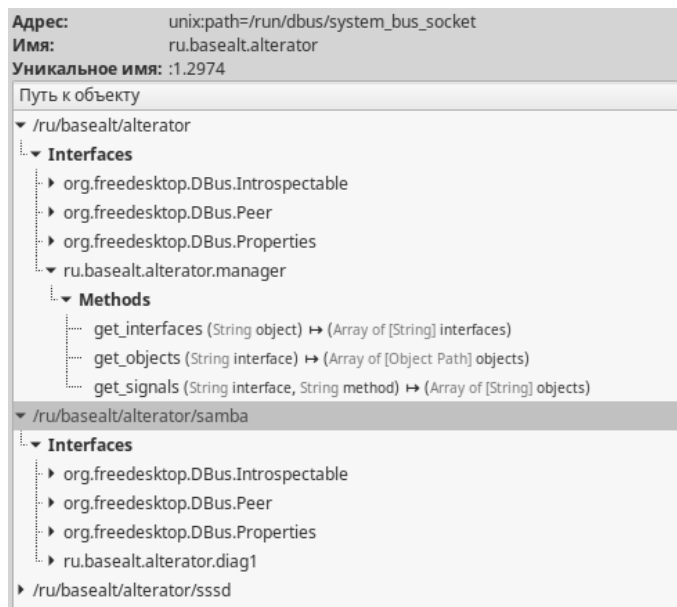 Адрес: unix:path=/run/dbus/system_bus_socket
Имя: ru.basealt.alterator
Уникальное имя: :1.2974
Путь к объекту
/ru/basealt/alterator
Interfaces
org.freedesktop.DBus.Introspectable
org.freedesktop.DBus.Peer
org.freedesktop.DBus.Properties
ru.basealt.alterator.manager
Methods
get_interfaces (String object) ↦ (Array of [String] interfaces)
get_objects (String interface) ↦ (Array of [Object Path] objects)
get_signals (String interface, String method) ↦ (Array of [String] objects)
/ru/basealt/alterator/samba
Interfaces
org.freedesktop.DBus.Introspectable
org.freedesktop.DBus.Peer
org.freedesktop.DBus.Properties
ru.basealt.alterator.diag1
/ru/basealt/alterator/sssd